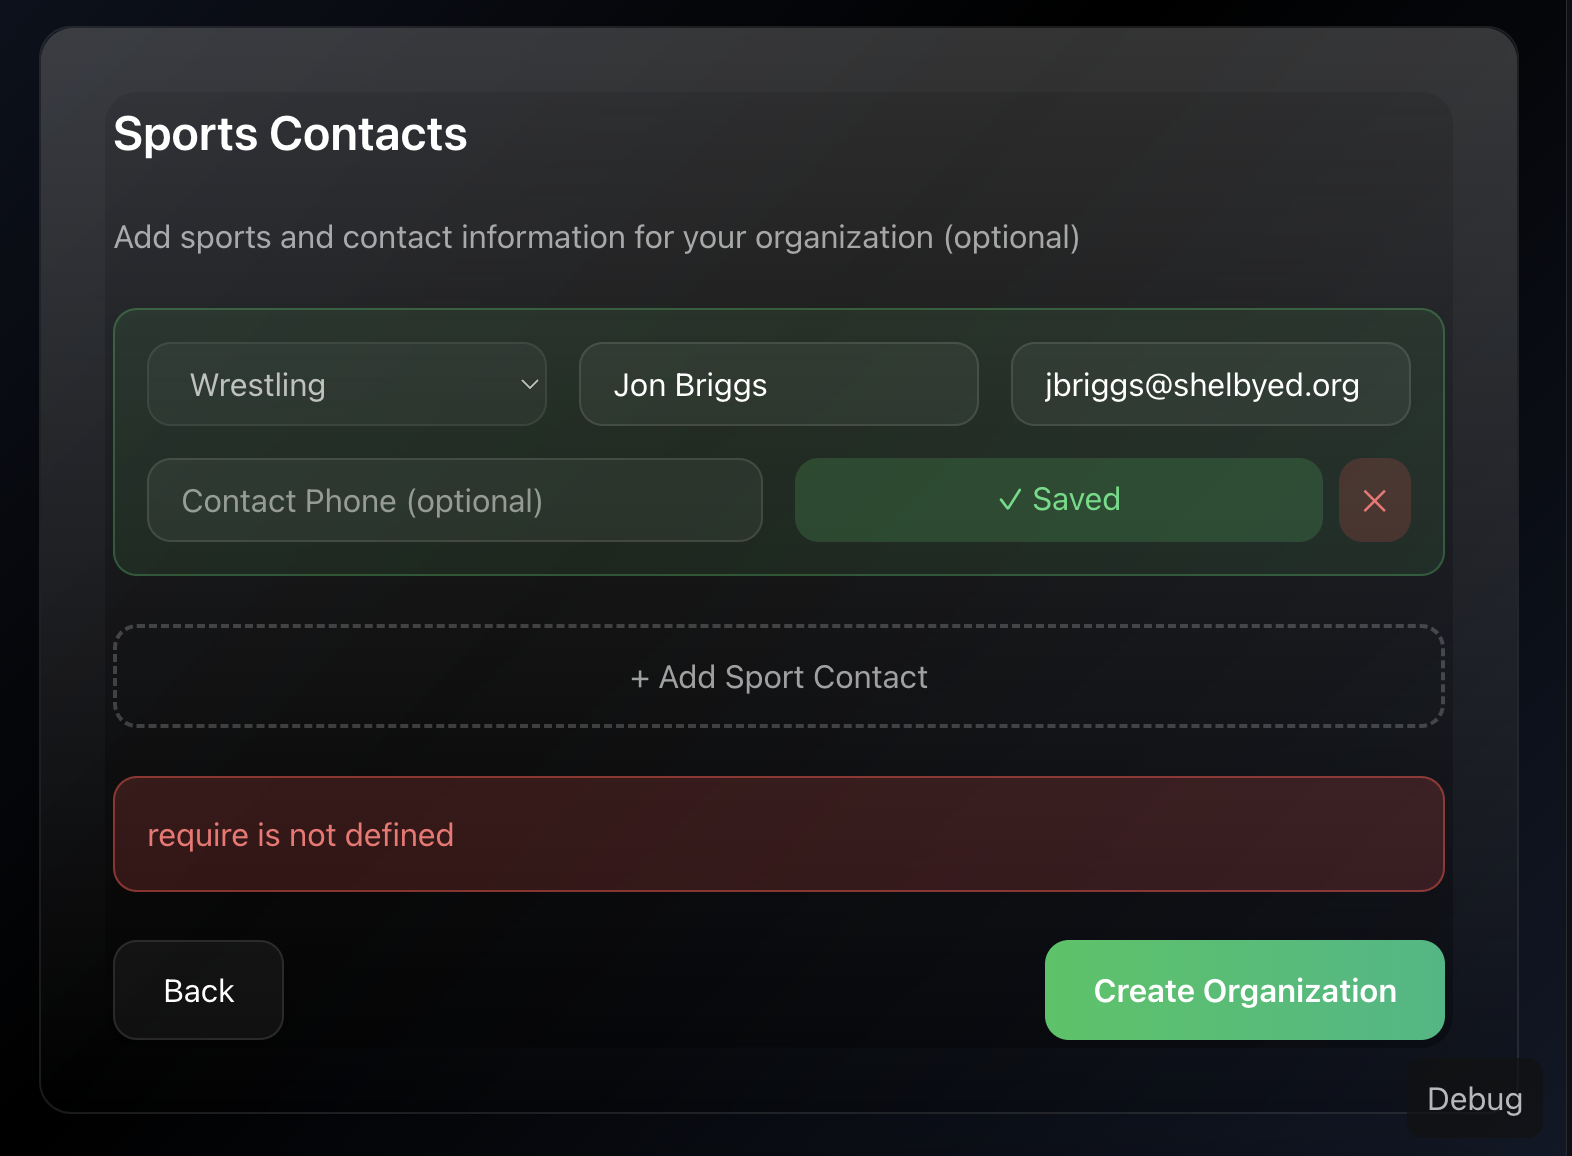 Sports Contacts
Add sports and contact information for your organization (optional)
Wrestling
Jon Briggs
jbriggs@shelbyed.org
Contact Phone (optional)
✓ Saved
+ Add Sport Contact
require is not defined
Back
Create Organization
Debug